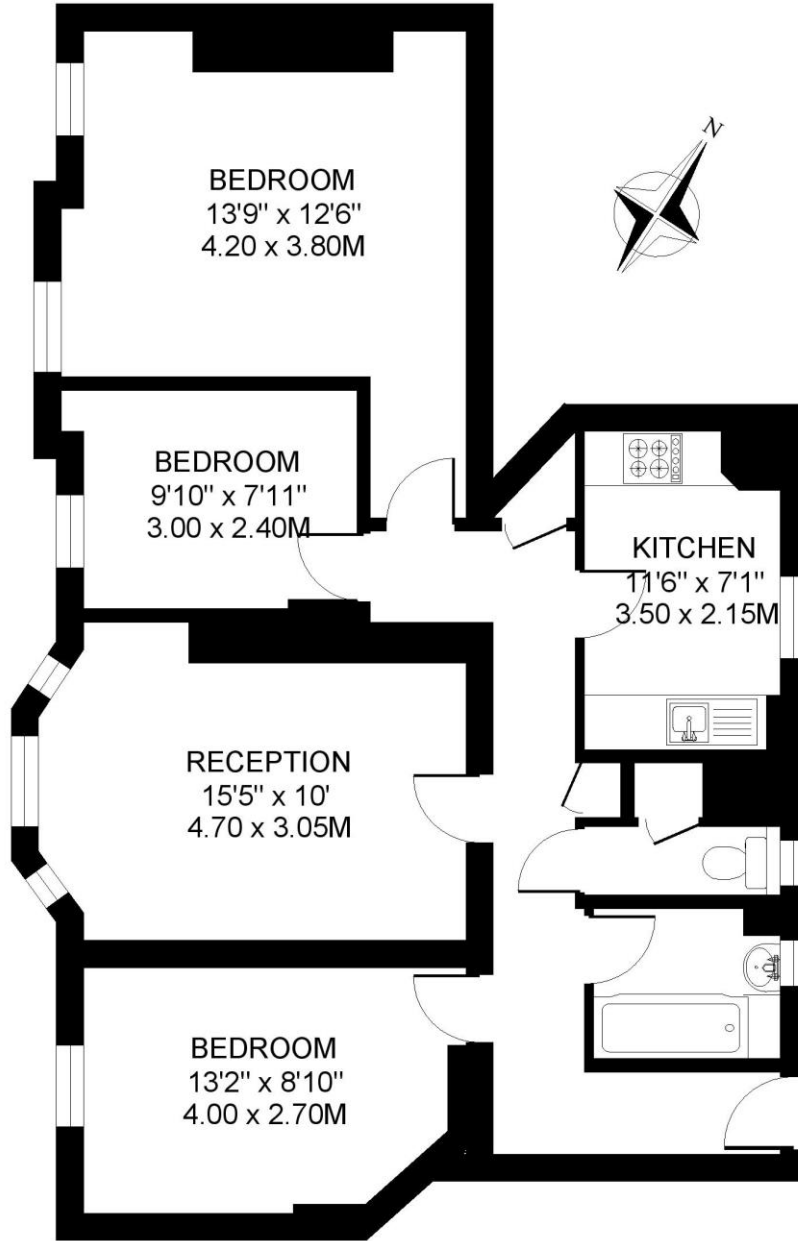 N
BEDROOM
13'9" x 12'6"
4.20 x 3.80M
BEDROOM
9'10" x 7'11"
3.00 x 2.40M
KITCHEN
11'6" x 7'1"
3.50 x 2.15M
RECEPTION
15'5" x 10'
4.70 x 3.05M
BEDROOM
13'2" x 8'10"
4.00 x 2.70M